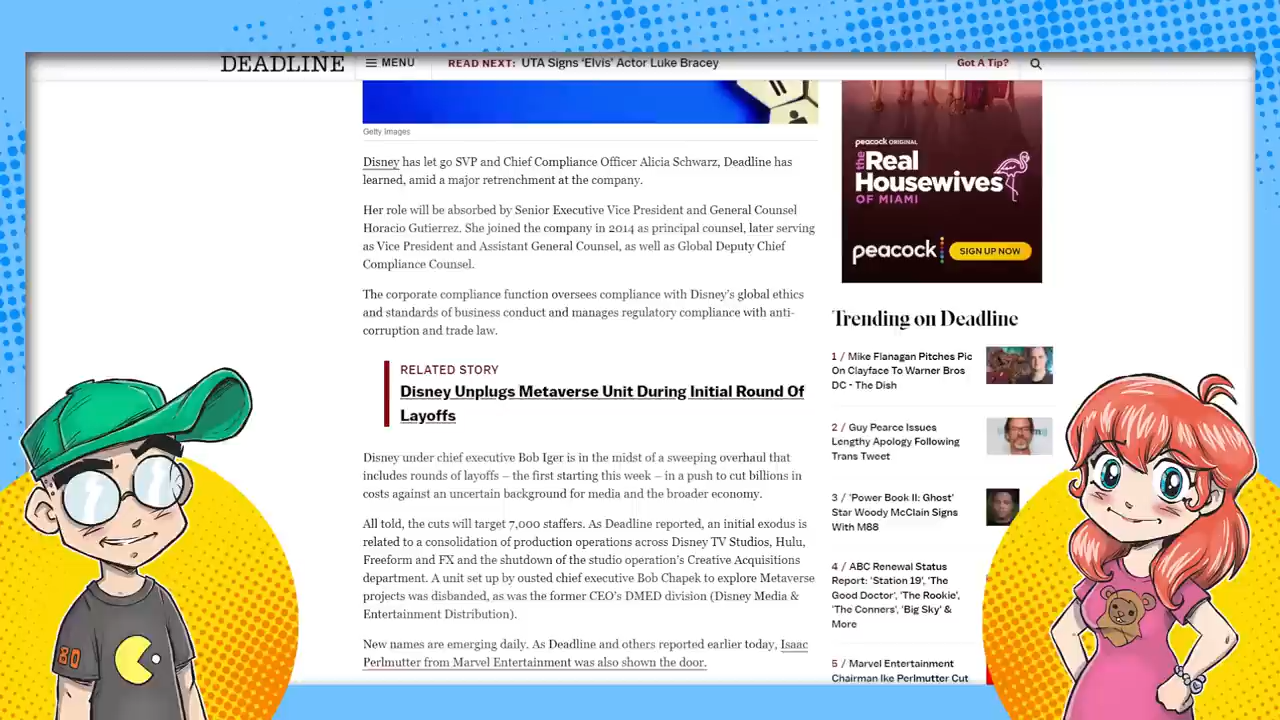 DEADLINE
MENU
READ NEXT: UTA Signs 'Elvis' Actor Luke Bracey
Got A Tip?
Getty Images
Disney has let go SVP and Chief Compliance Officer Alicia Schwarz, Deadline has
learned, amid a major retrenchment at the company.
Her role will be absorbed by Senior Executive Vice President and General Counsel
Horacio Gutierrez. She joined the company in 2014 as principal counsel, later serving
as Vice President and Assistant General Counsel, as well as Global Deputy Chief
Compliance Counsel.
The corporate compliance function oversees compliance with Disney's global ethics
and standards of business conduct and manages regulatory compliance with anti-
corruption and trade law.
RELATED STORY
Disney Unplugs Metaverse Unit During Initial Round Of
Layoffs
Disney under chief executive Bob Iger is in the midst of a sweeping overhaul that
includes rounds of layoffs – the first starting this week – in a push to cut billions in
costs against an uncertain background for media and the broader economy.
All told, the cuts will target 7,000 staffers. As Deadline reported, an initial exodus is
related to a consolidation of production operations across Disney TV Studios, Hulu,
Freeform and FX and the shutdown of the studio operation's Creative Acquisitions
department. A unit set up by ousted chief executive Bob Chapek to explore Metaverse
projects was disbanded, as was the former CEO's DMED division (Disney Media &
Entertainment Distribution).
New names are emerging daily. As Deadline and others reported earlier today, Isaac
Perlmutter from Marvel Entertainment was also shown the door.
peacock ORIGINAL
the Real
Housewives
OF MIAMI
peacock
SIGN UP NOW
Trending on Deadline
1 / Mike Flanagan Pitches Pic
On Clayface To Warner Bros
DC - The Dish
2 / Guy Pearce Issues
Lengthy Apology Following
Trans Tweet
3 / 'Power Book II: Ghost'
Star Woody McClain Signs
With M88
4 / ABC Renewal Status
Report: 'Station 19', 'The
Good Doctor', 'The Rookie',
'The Conners', 'Big Sky' &
More
5 / Marvel Entertainment
Chairman Ike Perlmutter Cut
80